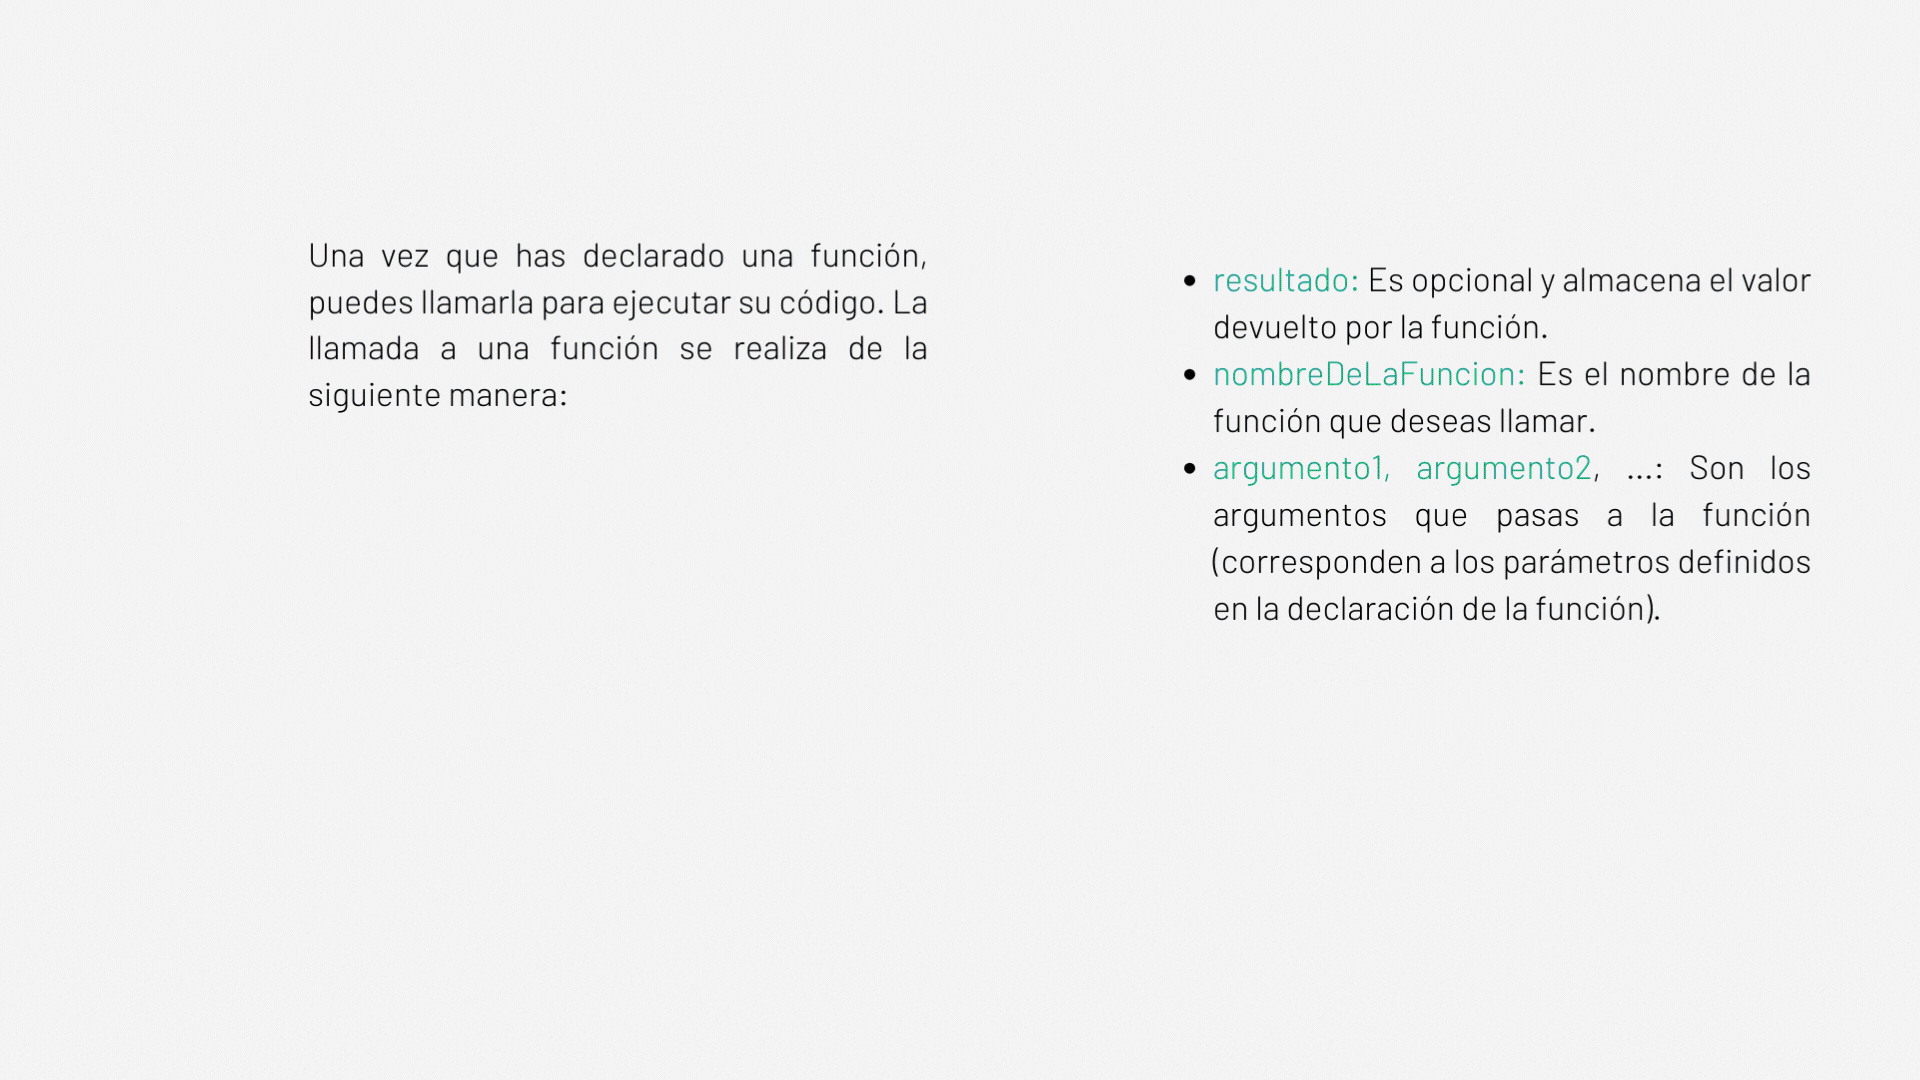 Una vez que has declarado una función,
puedes llamarla para ejecutar su código. La
llamada a una función se realiza de la
siguiente manera:
• resultado: Es opcional y almacena el valor
devuelto por la función.
• nombreDeLaFuncion: Es el nombre de la
función que deseas llamar.
• argumento1, argumento2, ...: Son los
argumentos que pasas a la función
(corresponden a los parámetros definidos
en la declaración de la función).